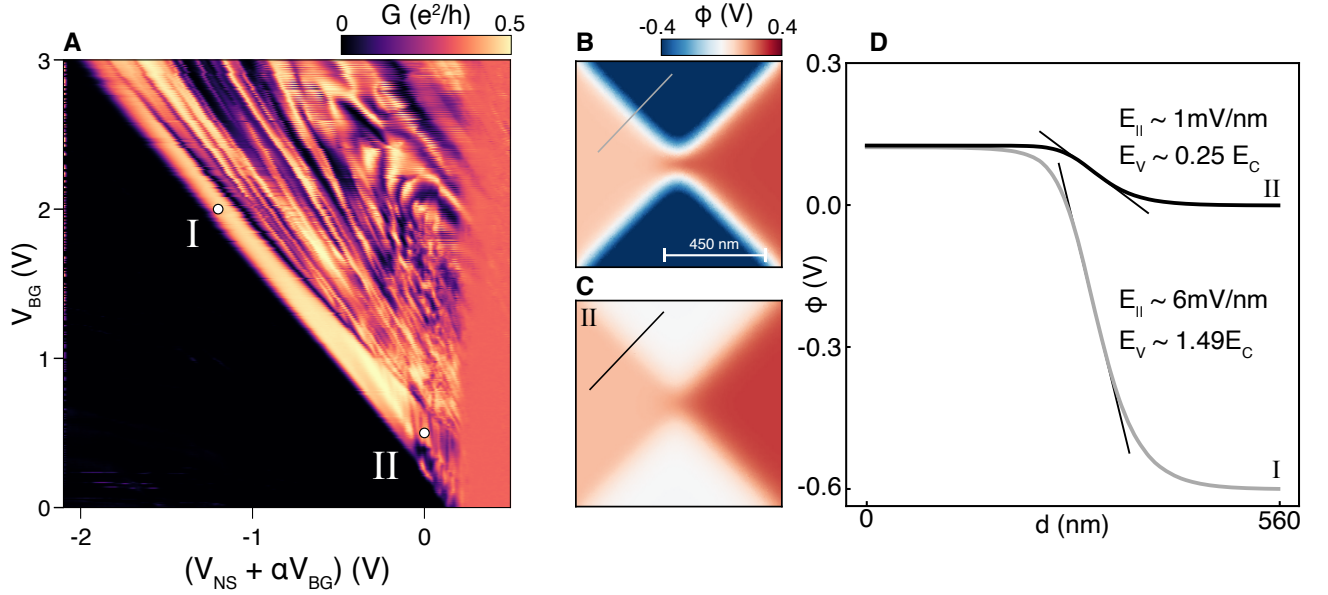 A
G (e²/h)
0
0.5
3
2
1
0
V_BG (V)
I
II
-2
-1
0
(V_NS + αV_BG) (V)
B
ϕ (V)
-0.4
0.4
450 nm
C
II
D
0.3
0.0
-0.3
-0.6
ϕ (V)
E_|| ~ 1mV/nm
E_V ~ 0.25 E_C
II
E_|| ~ 6mV/nm
E_V ~ 1.49E_C
I
0
d (nm)
560